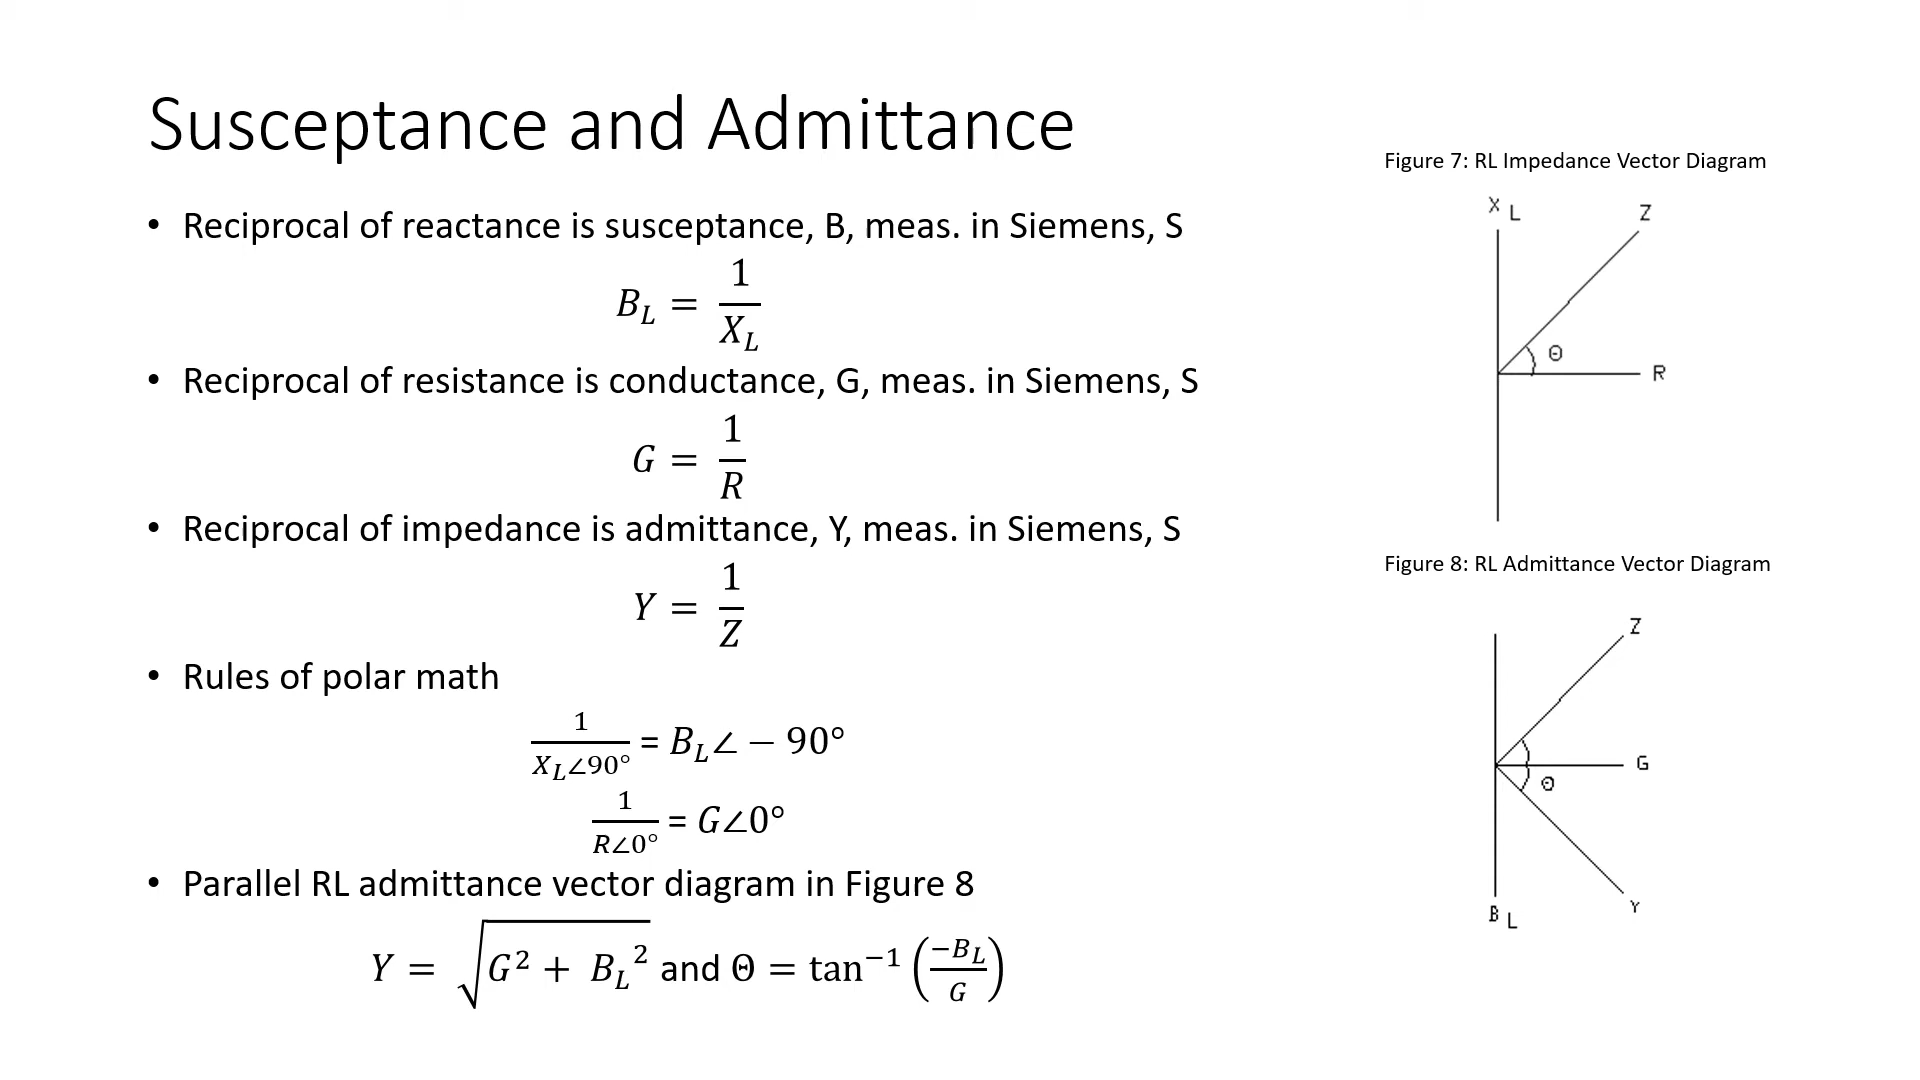 Susceptance and Admittance
• Reciprocal of reactance is susceptance, B, meas. in Siemens, S
B_L = 1/X_L
• Reciprocal of resistance is conductance, G, meas. in Siemens, S
G = 1/R
• Reciprocal of impedance is admittance, Y, meas. in Siemens, S
Y = 1/Z
• Rules of polar math
1/(X_L∠90°) = B_L∠ − 90°
1/(R∠0°) = G∠0°
• Parallel RL admittance vector diagram in Figure 8
Y = √(G² + B_L²) and Θ = tan⁻¹(−B_L/G)
Figure 7: RL Impedance Vector Diagram
X L
Z
Θ
R
Figure 8: RL Admittance Vector Diagram
Z
G
Θ
Y
B L